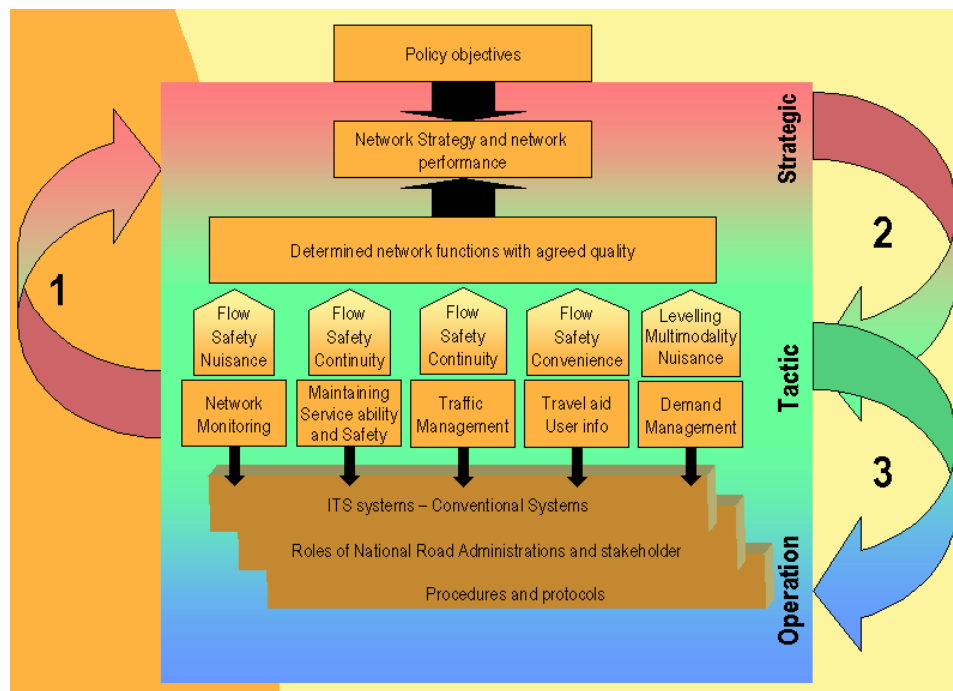 Policy objectives
Strategic
Network Strategy and network
performance
2
Determined network functions with agreed quality
1
Flow
Safety
Nuisance
Flow
Safety
Continuity
Flow
Safety
Continuity
Flow
Safety
Convenience
Levelling
Multimodality
Nuisance
Tactic
Network
Monitoring
Maintaining
Service ability
and Safety
Traffic
Management
Travel aid
User info
Demand
Management
3
ITS systems – Conventional Systems
Roles of National Road Administrations and stakeholder
Procedures and protocols
Operation